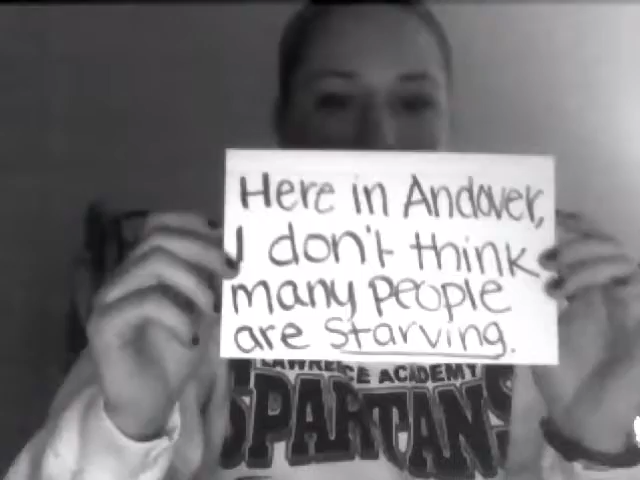 Here in Andover,
I don't think
many people
are starving.
LAWRENCE ACADEMY
SPARTANS